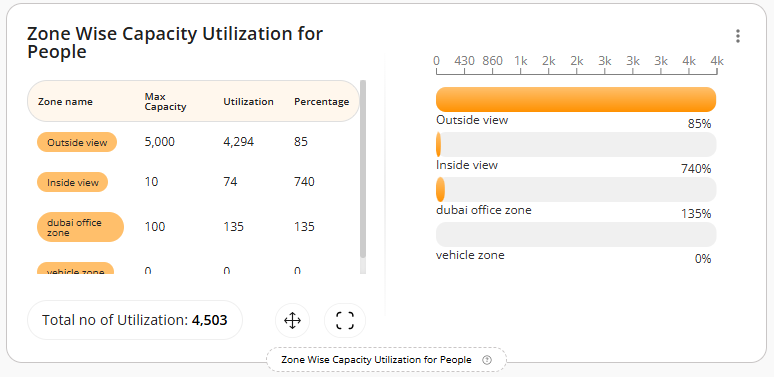 Zone Wise Capacity Utilization for
People
Zone name Max Capacity Utilization Percentage
Outside view 5,000 4,294 85
Inside view 10 74 740
dubai office zone 100 135 135
vehicle zone 0 0 0
Total no of Utilization: 4,503
0 430 860 1k 2k 2k 3k 3k 3k 4k 4k
Outside view 85%
Inside view 740%
dubai office zone 135%
vehicle zone 0%
Zone Wise Capacity Utilization for People ?